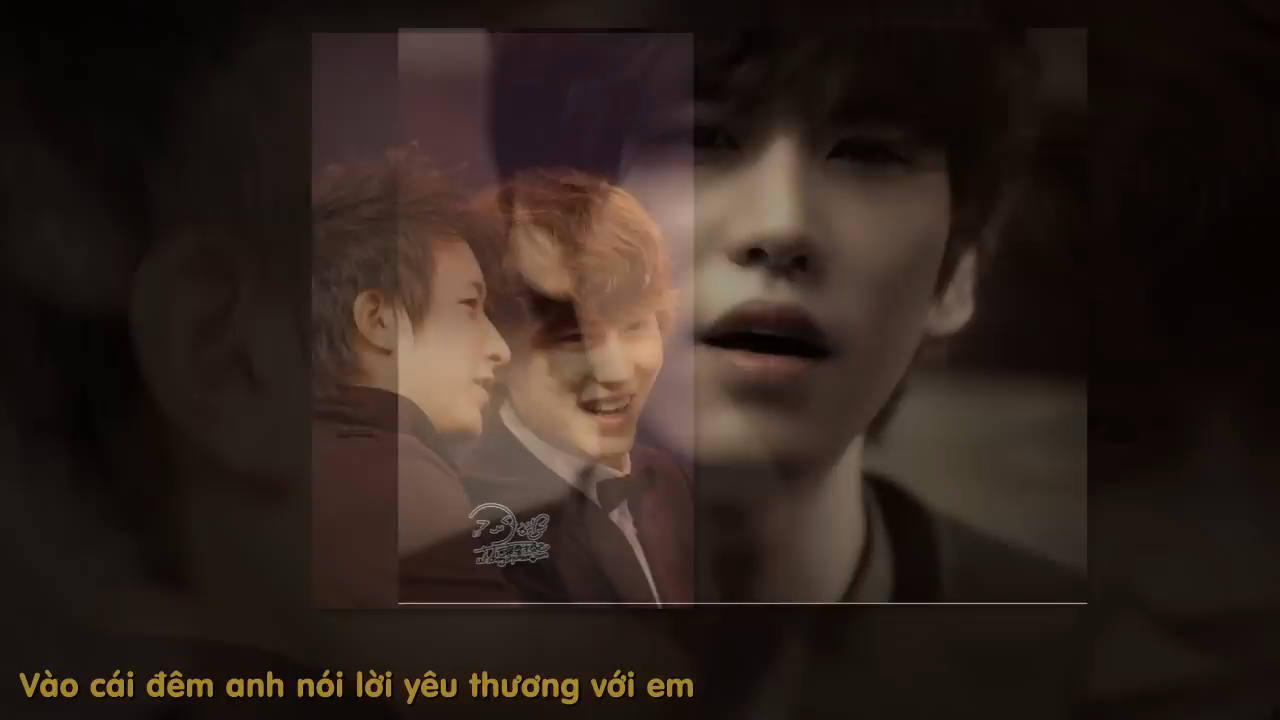 Vào cái đêm anh nói lời yêu thương với em